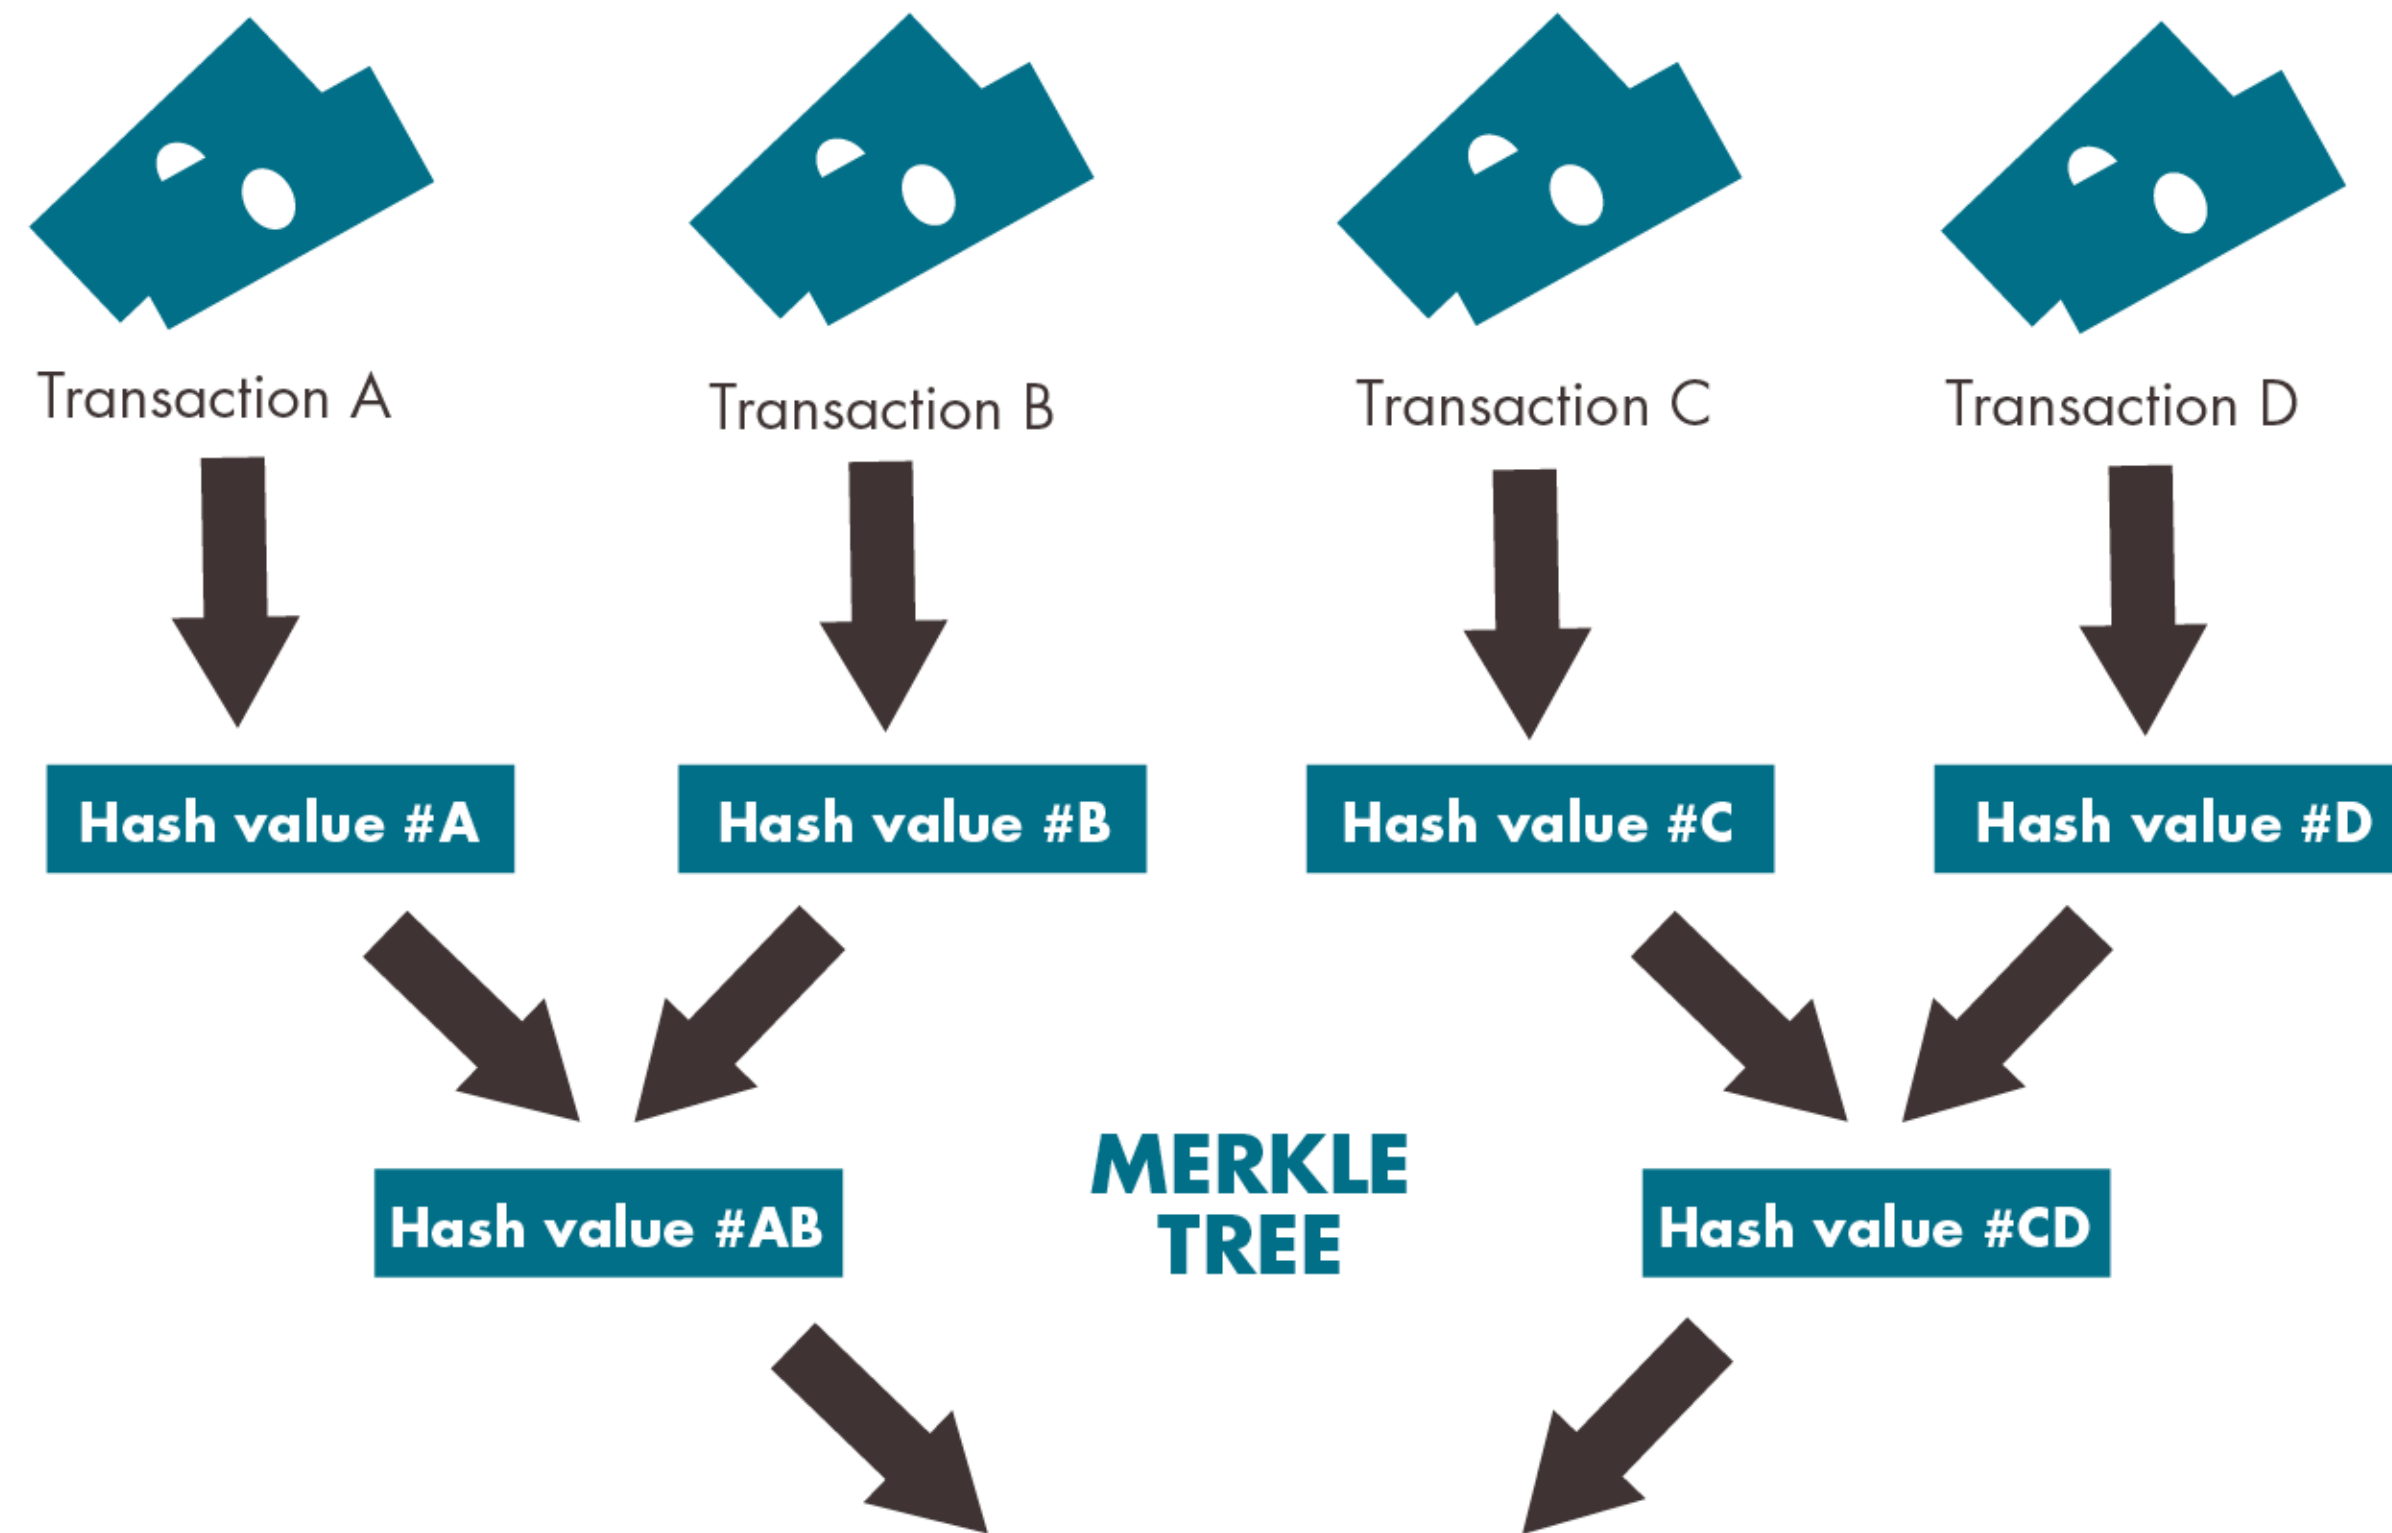 Transaction A
Transaction B
Transaction C
Transaction D
Hash value #A
Hash value #B
Hash value #C
Hash value #D
MERKLE
TREE
Hash value #AB
Hash value #CD